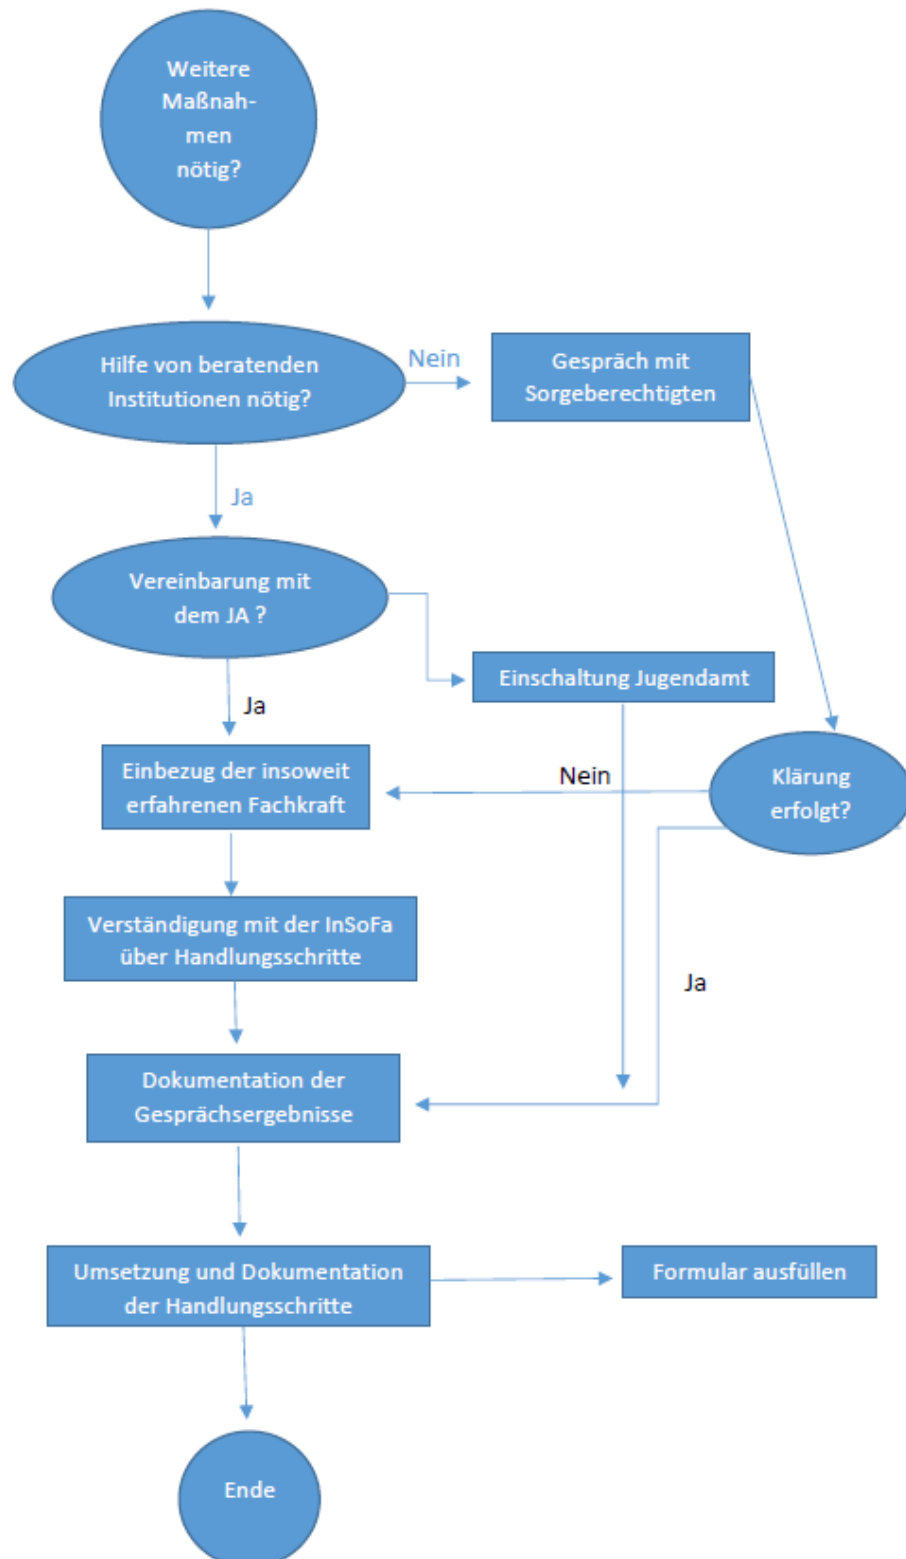 Weitere
Maßnah-
men
nötig?
Hilfe von beratenden
Institutionen nötig?
Nein
Gespräch mit
Sorgeberechtigten
Ja
Vereinbarung mit
dem JA ?
Einschaltung Jugendamt
Ja
Einbezug der insoweit
erfahrenen Fachkraft
Nein
Klärung
erfolgt?
Verständigung mit der InSoFa
über Handlungsschritte
Ja
Dokumentation der
Gesprächsergebnisse
Umsetzung und Dokumentation
der Handlungsschritte
Formular ausfüllen
Ende